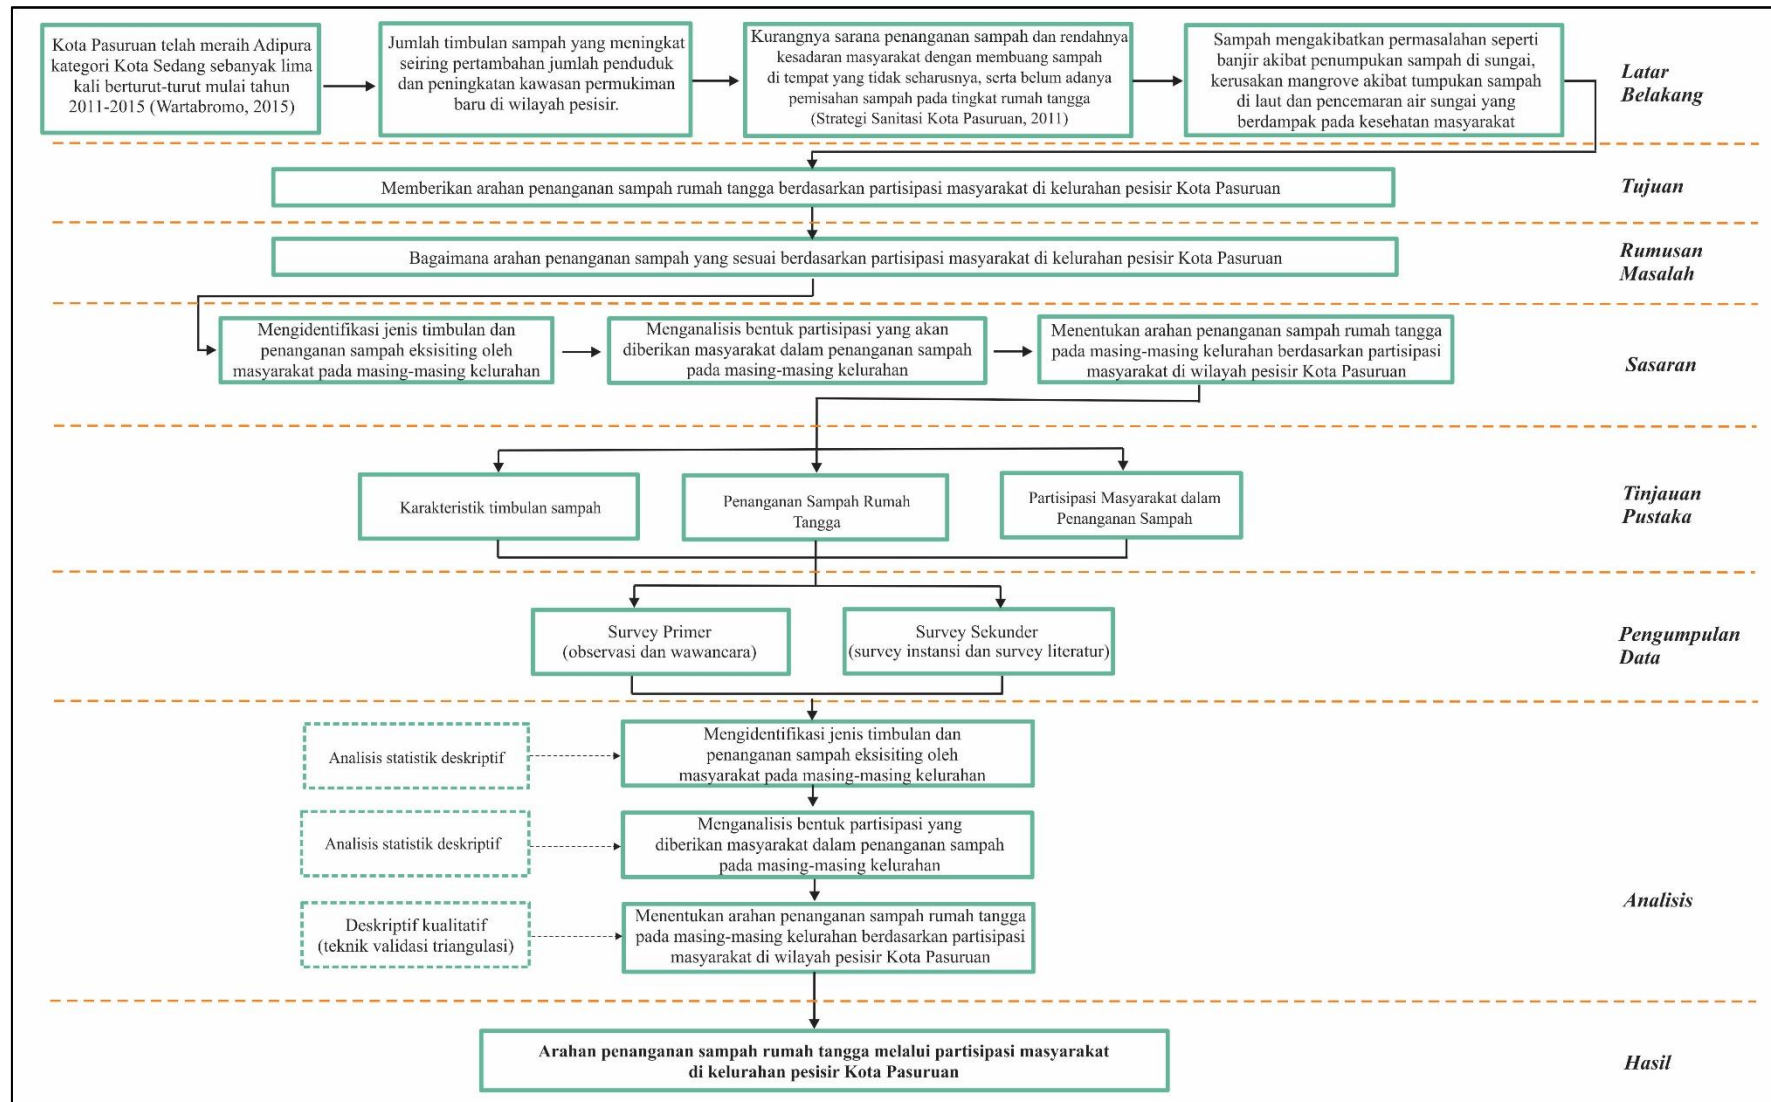 Kota Pasuruan telah meraih Adipura
kategori Kota Sedang sebanyak lima
kali berturut-turut mulai tahun
2011-2015 (Wartabromo, 2015)
Jumlah timbulan sampah yang meningkat
seiring pertambahan jumlah penduduk
dan peningkatan kawasan permukiman
baru di wilayah pesisir.
Kurangnya sarana penanganan sampah dan rendahnya
kesadaran masyarakat dengan membuang sampah
di tempat yang tidak seharusnya, serta belum adanya
pemisahan sampah pada tingkat rumah tangga
(Strategi Sanitasi Kota Pasuruan, 2011)
Sampah mengakibatkan permasalahan seperti
banjir akibat penumpukan sampah di sungai,
kerusakan mangrove akibat tumpukan sampah
di laut dan pencemaran air sungai yang
berdampak pada kesehatan masyarakat
Latar
Belakang
Memberikan arahan penanganan sampah rumah tangga berdasarkan partisipasi masyarakat di kelurahan pesisir Kota Pasuruan
Tujuan
Bagaimana arahan penanganan sampah yang sesuai berdasarkan partisipasi masyarakat di kelurahan pesisir Kota Pasuruan
Rumusan
Masalah
Mengidentifikasi jenis timbulan dan
penanganan sampah eksisiting oleh
masyarakat pada masing-masing kelurahan
Menganalisis bentuk partisipasi yang akan
diberikan masyarakat dalam penanganan sampah
pada masing-masing kelurahan
Menentukan arahan penanganan sampah rumah tangga
pada masing-masing kelurahan berdasarkan partisipasi
masyarakat di wilayah pesisir Kota Pasuruan
Sasaran
Karakteristik timbulan sampah
Penanganan Sampah Rumah
Tangga
Partisipasi Masyarakat dalam
Penanganan Sampah
Tinjauan
Pustaka
Survey Primer
(observasi dan wawancara)
Survey Sekunder
(survey instansi dan survey literatur)
Pengumpulan
Data
Analisis statistik deskriptif
Mengidentifikasi jenis timbulan dan
penanganan sampah eksisiting oleh
masyarakat pada masing-masing kelurahan
Analisis statistik deskriptif
Menganalisis bentuk partisipasi yang
diberikan masyarakat dalam penanganan sampah
pada masing-masing kelurahan
Deskriptif kualitatif
(teknik validasi triangulasi)
Menentukan arahan penanganan sampah rumah tangga
pada masing-masing kelurahan berdasarkan partisipasi
masyarakat di wilayah pesisir Kota Pasuruan
Analisis
Arahan penanganan sampah rumah tangga melalui partisipasi masyarakat
di kelurahan pesisir Kota Pasuruan
Hasil